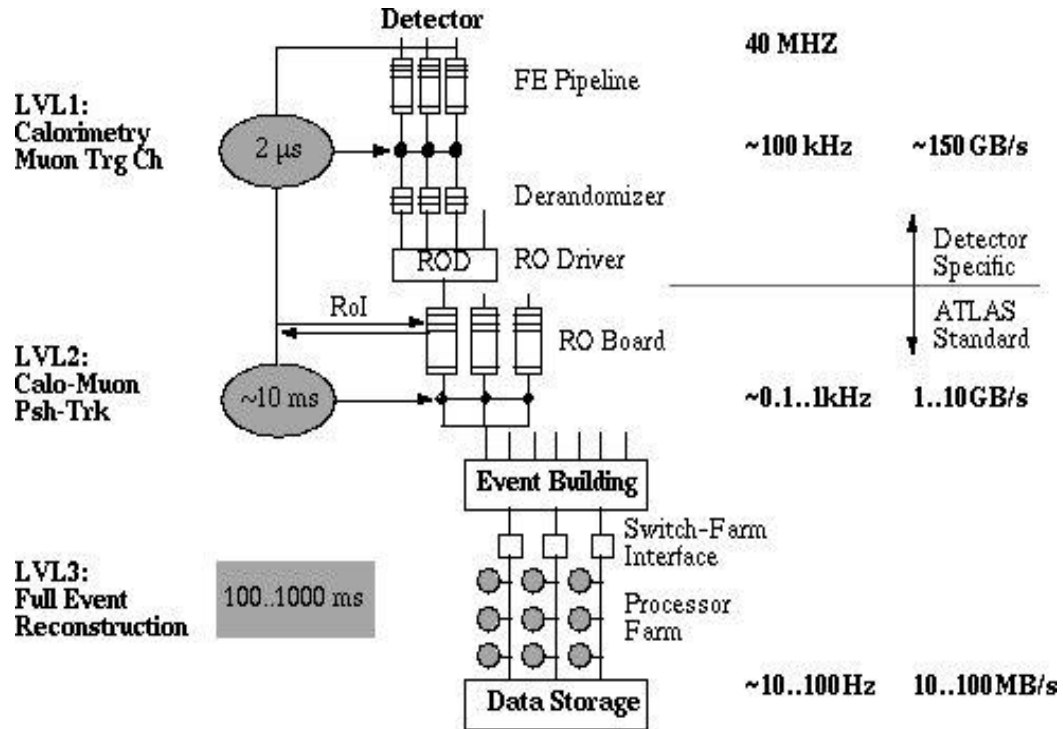 Detector
40 MHZ
FE Pipeline
LVL1:
Calorimetry
Muon Trg Ch
2 μs
~100 kHz
~150 GB/s
Derandomizer
ROD
RO Driver
Detector
Specific
RoI
ATLAS
Standard
RO Board
LVL2:
Calo-Muon
Psh-Trk
~10 ms
~0.1..1kHz
1..10GB/s
Event Building
Switch-Farm
Interface
LVL3:
Full Event
Reconstruction
100..1000 ms
Processor
Farm
~10..100Hz
10..100MB/s
Data Storage